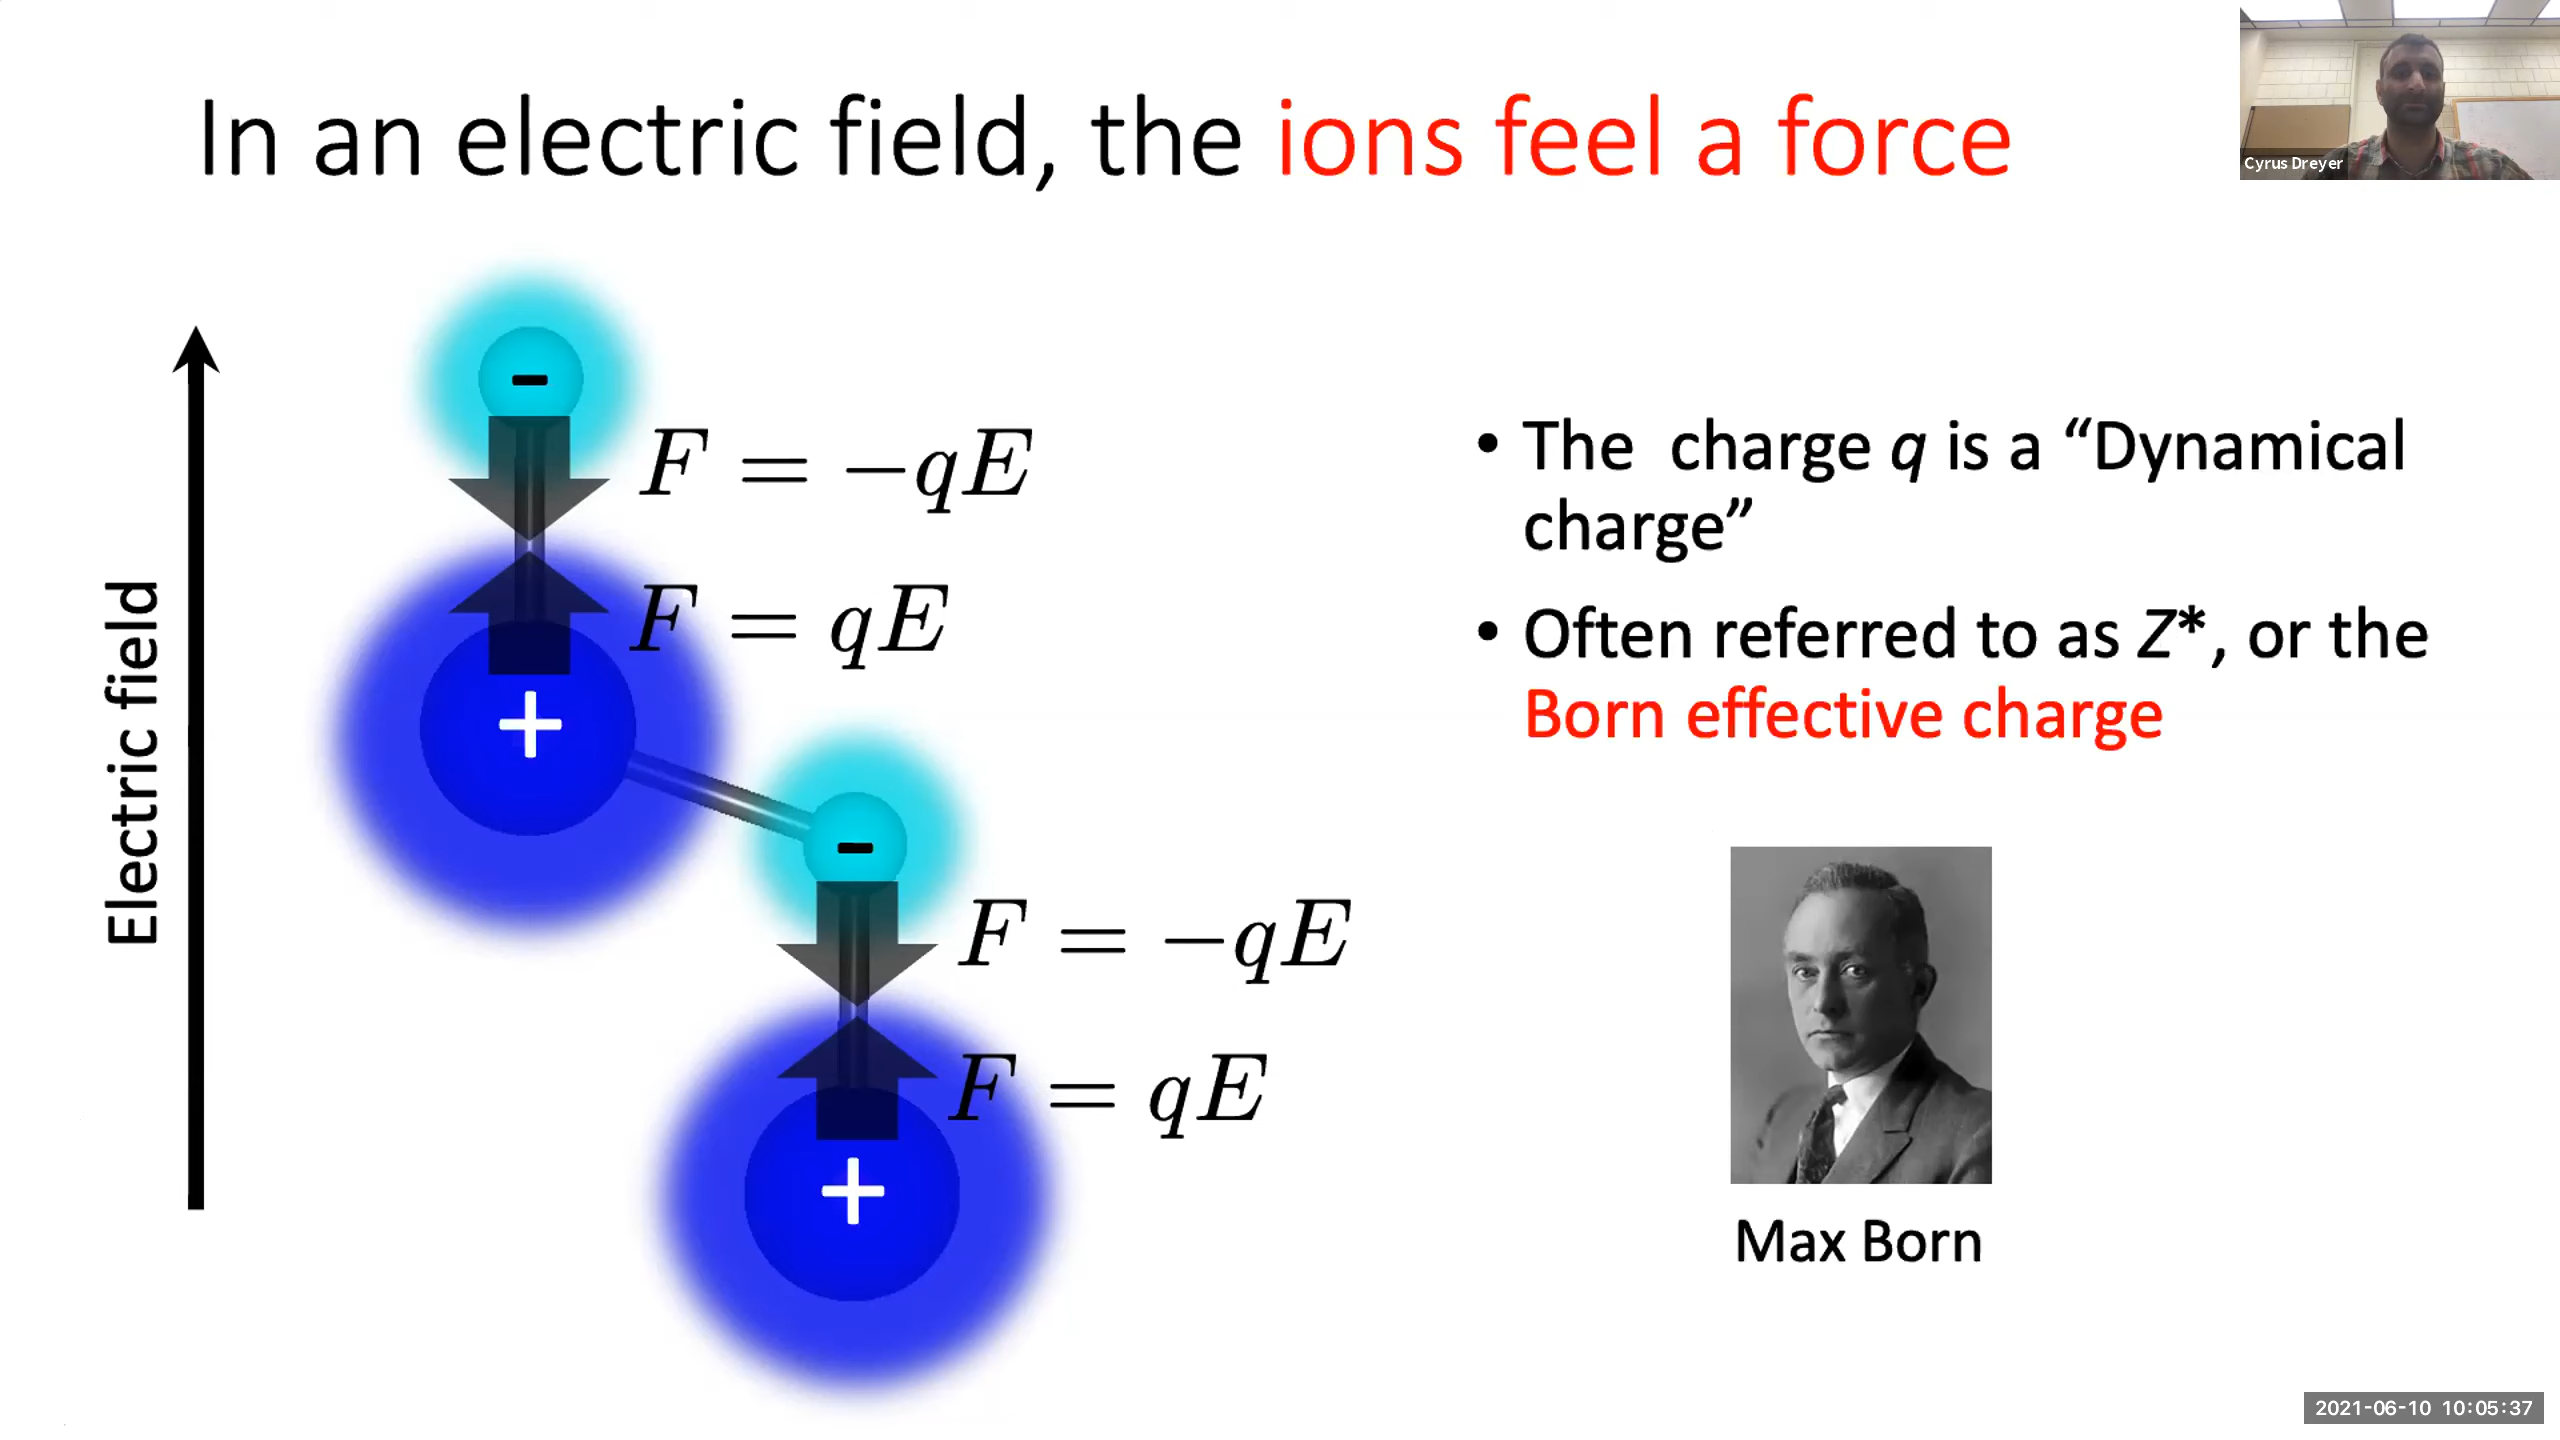 In an electric field, the ions feel a force
Cyrus Dreyer
Electric field
-
F = −qE
F = qE
+
-
F = −qE
F = qE
+
• The charge q is a “Dynamical
charge”
• Often referred to as Z*, or the
Born effective charge
Max Born
2021-06-10 10:05:37